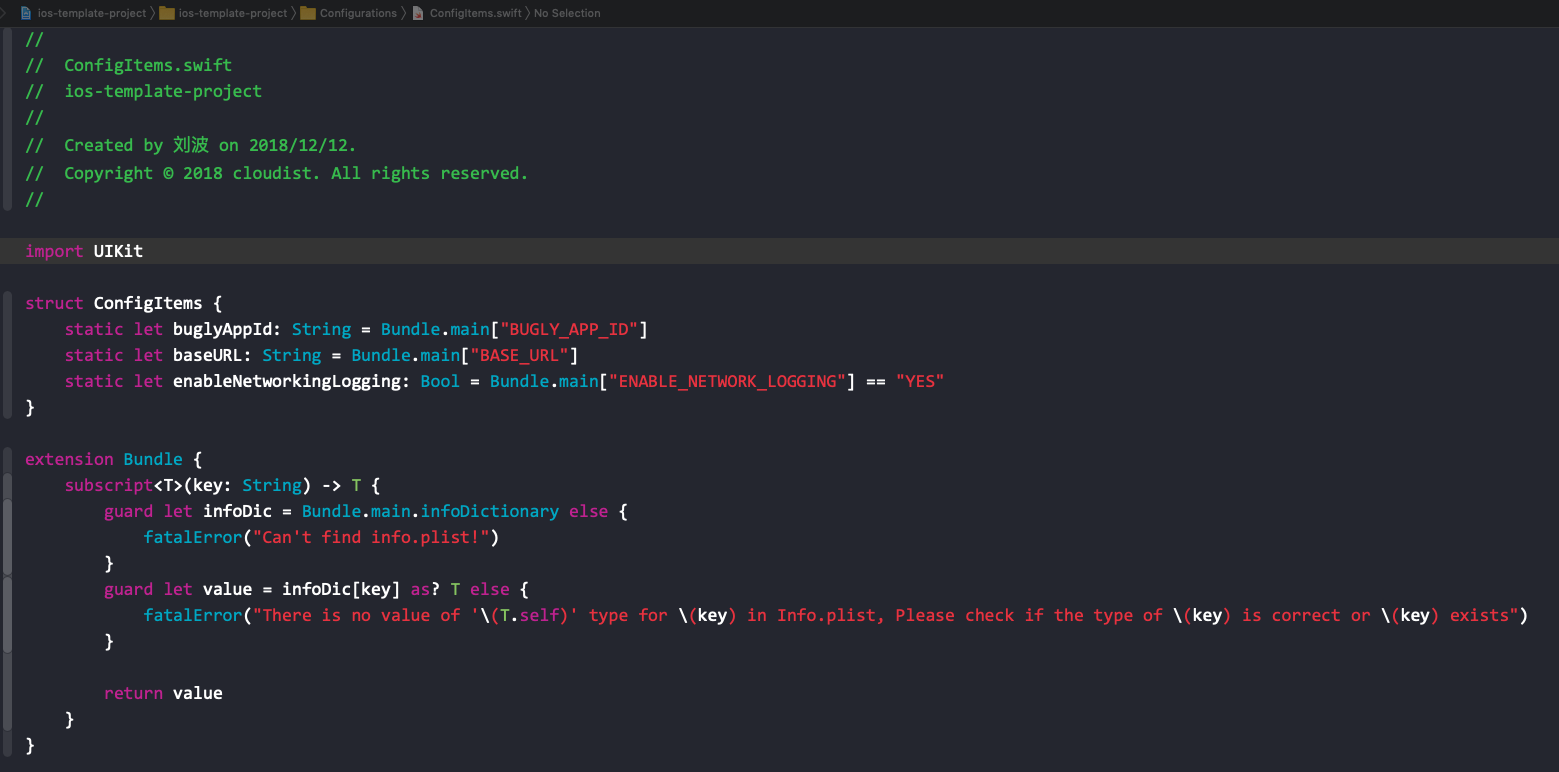 ios-template-project 〉 ios-template-project 〉 Configurations 〉 ConfigItems.swift 〉 No Selection
//
//  ConfigItems.swift
//  ios-template-project
//
//  Created by 刘波 on 2018/12/12.
//  Copyright © 2018 cloudist. All rights reserved.
//
import UIKit
struct ConfigItems {
    static let buglyAppId: String = Bundle.main["BUGLY_APP_ID"]
    static let baseURL: String = Bundle.main["BASE_URL"]
    static let enableNetworkingLogging: Bool = Bundle.main["ENABLE_NETWORK_LOGGING"] == "YES"
}
extension Bundle {
    subscript<T>(key: String) -> T {
        guard let infoDic = Bundle.main.infoDictionary else {
            fatalError("Can't find info.plist!")
        }
        guard let value = infoDic[key] as? T else {
            fatalError("There is no value of '\(T.self)' type for \(key) in Info.plist, Please check if the type of \(key) is correct or \(key) exists")
        }
        return value
    }
}